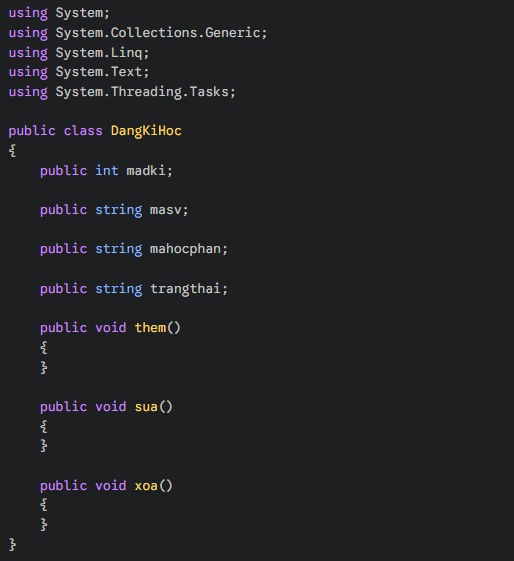 using System;
using System.Collections.Generic;
using System.Linq;
using System.Text;
using System.Threading.Tasks;

public class DangKiHoc
{
    public int madki;

    public string masv;

    public string mahocphan;

    public string trangthai;

    public void them()
    {
    }

    public void sua()
    {
    }

    public void xoa()
    {
    }
}